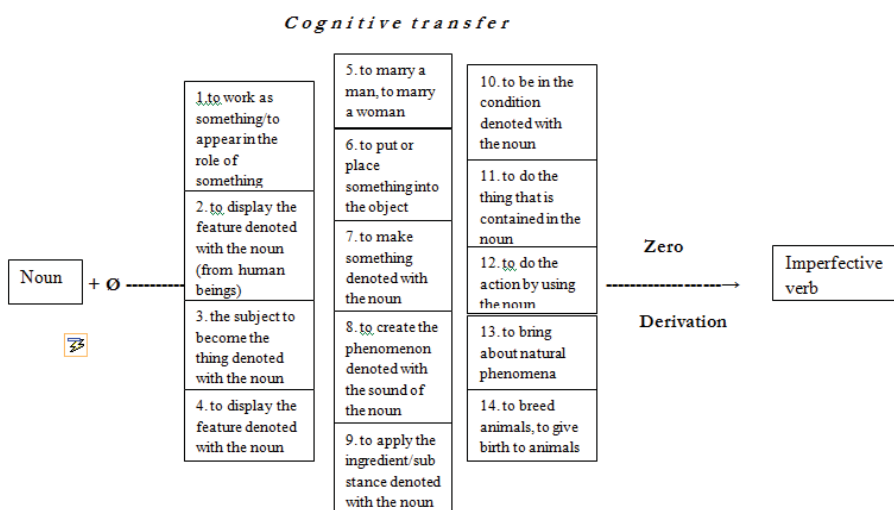 Cognitive transfer
Noun
+ Ø
1.to work as
something/to
appear in the
role of
something
2. to display the
feature denoted
with the noun
(from human
beings)
3. the subject to
become the
thing denoted
with the noun
4. to display the
feature denoted
with the noun
5. to marry a
man, to marry
a woman
6. to put or
place
something into
the object
7. to make
something
denoted with
the noun
8. to create the
phenomenon
denoted with
the sound of
the noun
9. to apply the
ingredient/sub
stance denoted
with the noun
10. to be in the
condition
denoted with
the noun
11. to do the
thing that is
contained in the
noun
12. to do the
action by using
the noun
13. to bring
about natural
phenomena
14. to breed
animals, to give
birth to animals
Zero
Derivation
Imperfective
verb